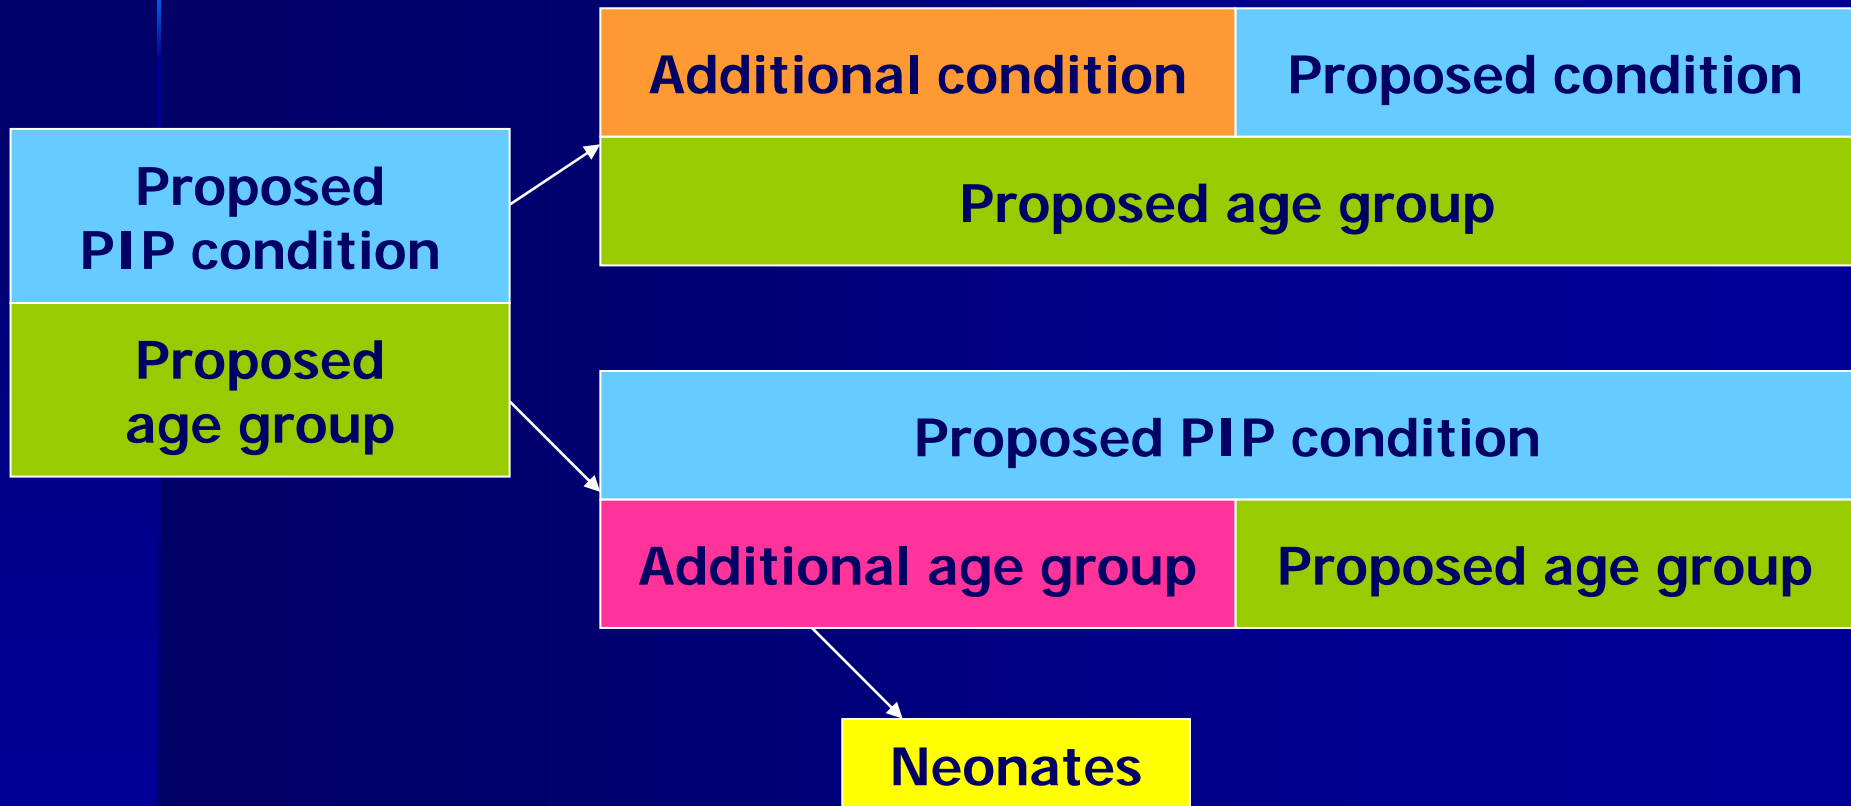 Proposed
PIP condition
Proposed
age group
Additional condition
Proposed condition
Proposed age group
Proposed PIP condition
Additional age group
Proposed age group
Neonates